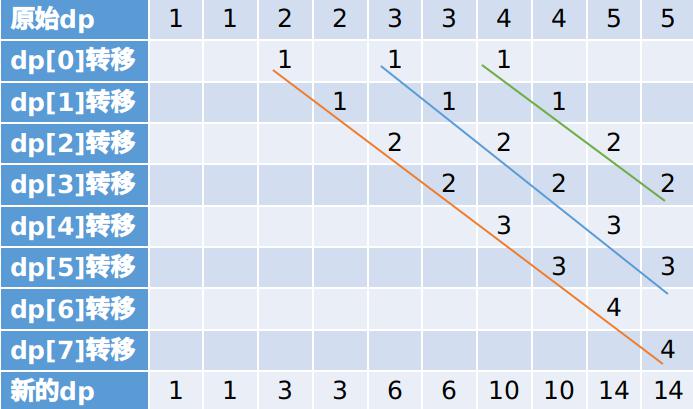 原始dp 1 1 2 2 3 3 4 4 5 5
dp[0]转移 1 1 1
dp[1]转移 1 1 1
dp[2]转移 2 2 2
dp[3]转移 2 2 2
dp[4]转移 3 3
dp[5]转移 3 3
dp[6]转移 4
dp[7]转移 4
新的dp 1 1 3 3 6 6 10 10 14 14